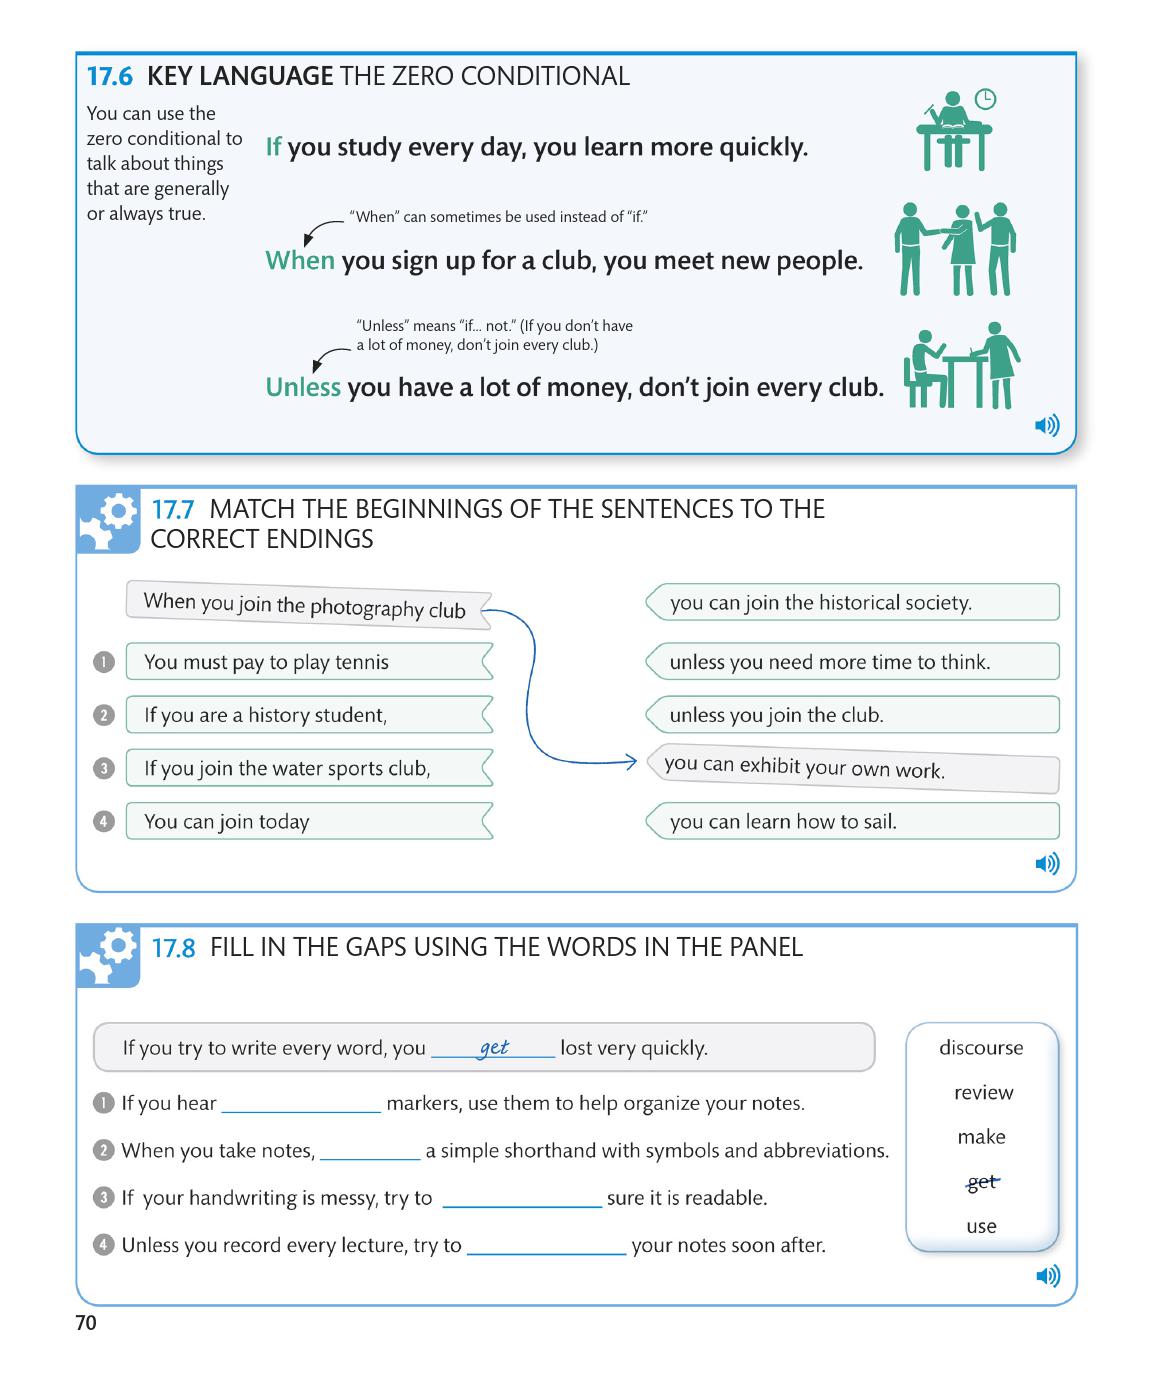 17.6 KEY LANGUAGE THE ZERO CONDITIONAL
You can use the
zero conditional to
talk about things
that are generally
or always true.
If you study every day, you learn more quickly.
“When” can sometimes be used instead of “if.”
When you sign up for a club, you meet new people.
“Unless” means “if... not.” (If you don’t have
a lot of money, don’t join every club.)
Unless you have a lot of money, don’t join every club.
17.7 MATCH THE BEGINNINGS OF THE SENTENCES TO THE
CORRECT ENDINGS
When you join the photography club
you can join the historical society.
1 You must pay to play tennis
unless you need more time to think.
2 If you are a history student,
unless you join the club.
3 If you join the water sports club,
you can exhibit your own work.
4 You can join today
you can learn how to sail.
17.8 FILL IN THE GAPS USING THE WORDS IN THE PANEL
If you try to write every word, you get lost very quickly.
1 If you hear ____________ markers, use them to help organize your notes.
2 When you take notes, ________ a simple shorthand with symbols and abbreviations.
3 If your handwriting is messy, try to ____________ sure it is readable.
4 Unless you record every lecture, try to ____________ your notes soon after.
discourse
review
make
get
use
70